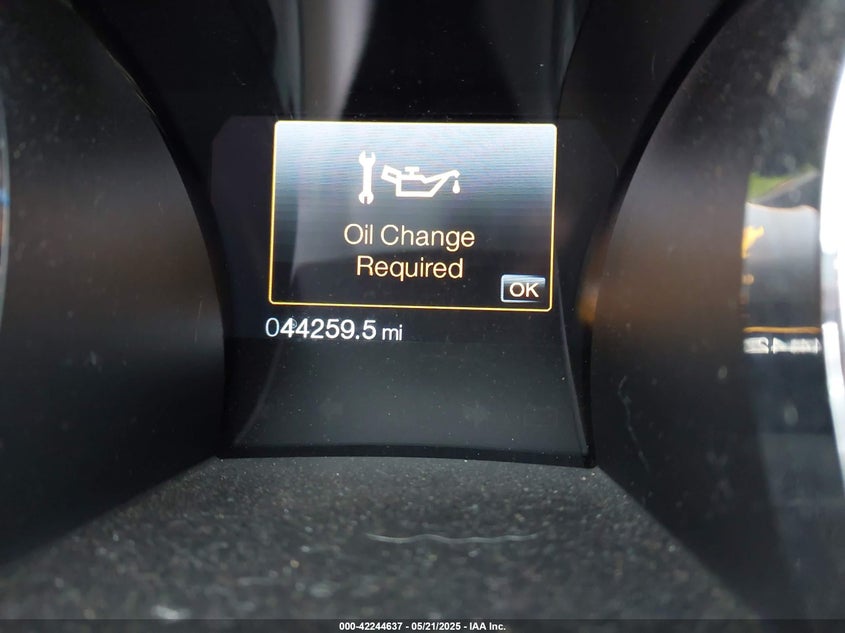 Oil Change
Required
OK
044259.5 mi
000-42244637 - 05/21/2025 - IAA Inc.